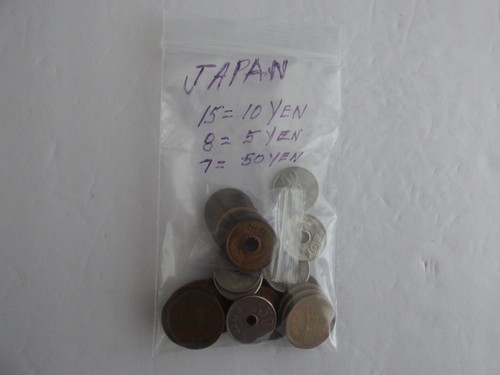 JAPAN
15= 10 YEN
8= 5 YEN
7= 50 YEN